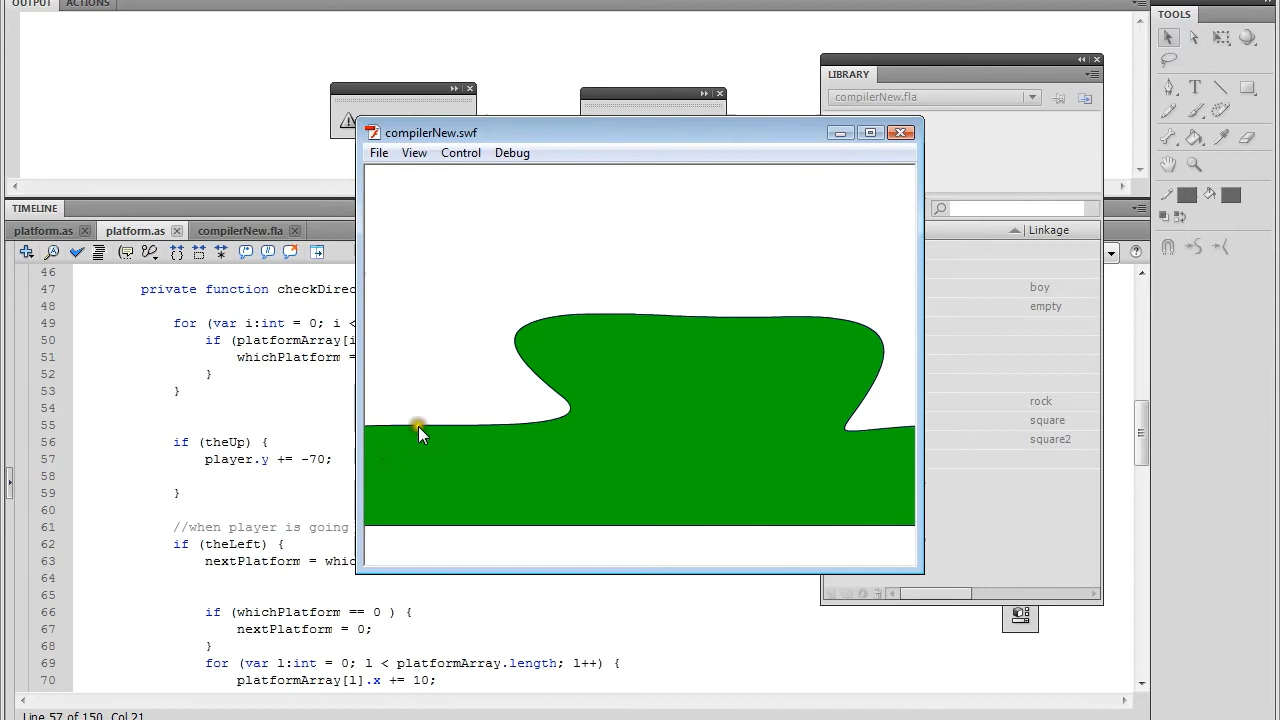 OUTPUT ACTIONS
TOOLS
LIBRARY
compilerNew.fla
compilerNew.swf
File View Control Debug
TIMELINE
platform.as platform.as compilerNew.fla
Linkage
boy
empty
rock
square
square2
46
47 private function checkDirec
48
49 for (var i:int = 0; i <
50 if (platformArray[i
51 whichPlatform =
52 }
53 }
54
55
56 if (theUp) {
57 player.y += -70;
58
59 }
60
61 //when player is going
62 if (theLeft) {
63 nextPlatform = whic
64
65
66 if (whichPlatform == 0 ) {
67 nextPlatform = 0;
68 }
69 for (var l:int = 0; l < platformArray.length; l++) {
70 platformArray[l].x += 10;
Line 57 of 150, Col 21